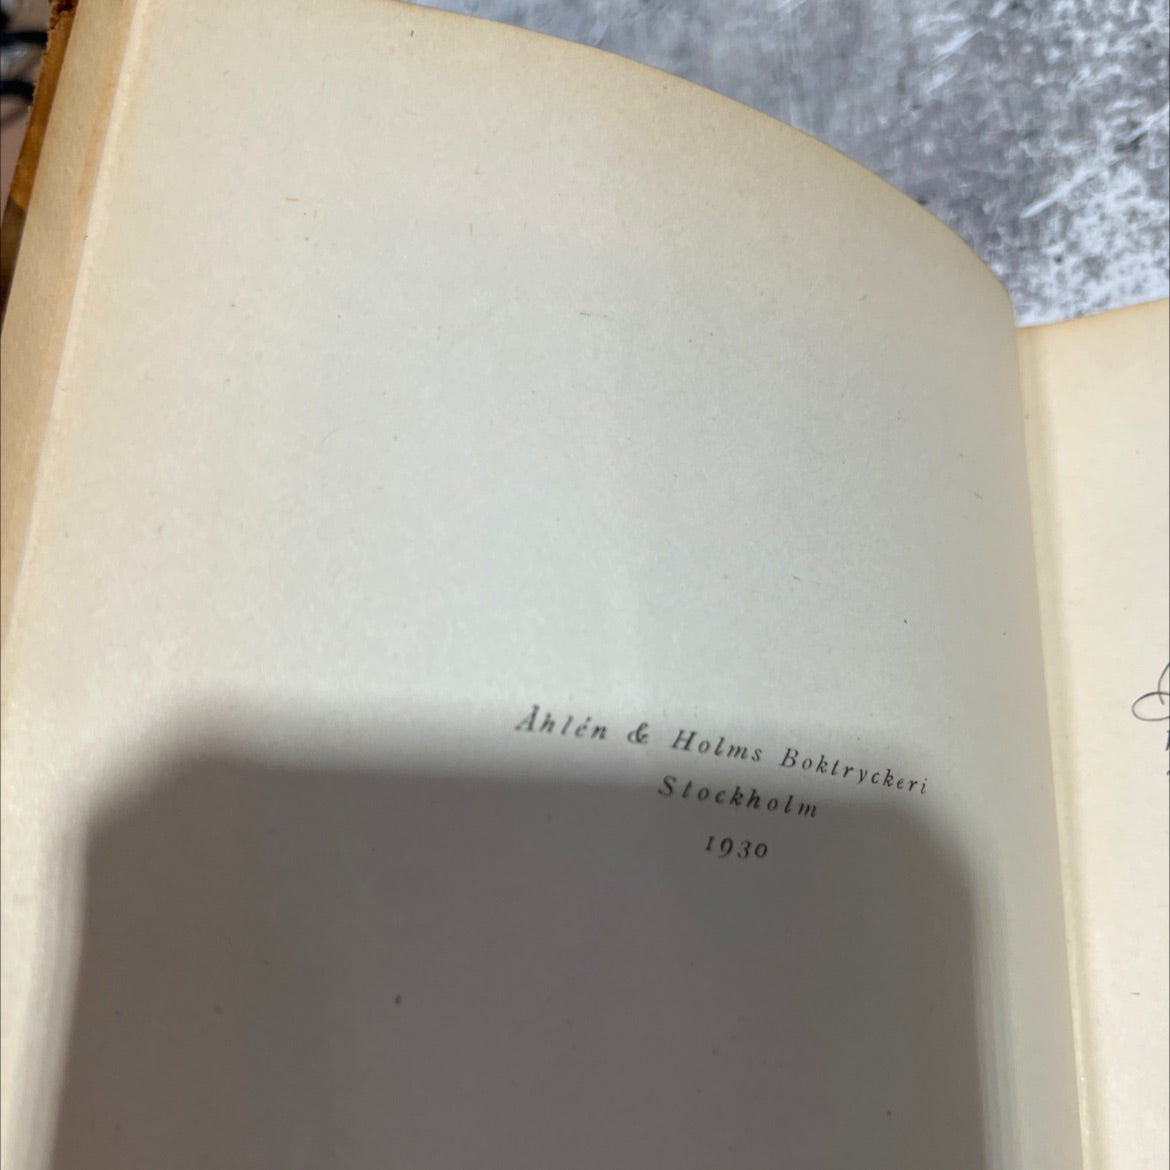 Åhlén & Holms Boktryckeri
Stockholm
1930